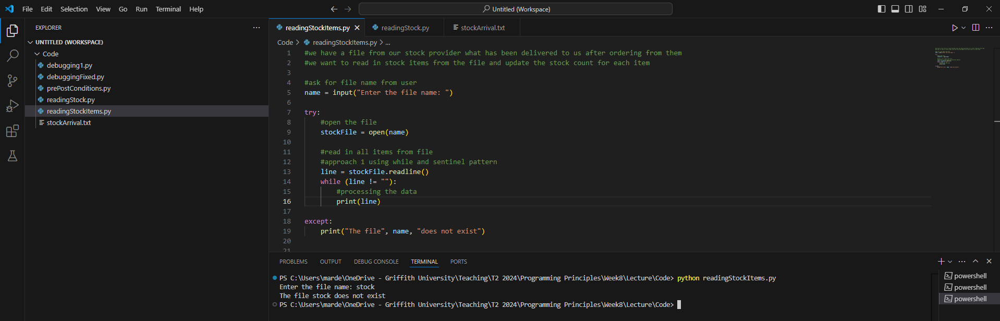 File Edit Selection View Go Run Terminal Help
Untitled (Workspace)
EXPLORER
UNTITLED (WORKSPACE)
Code
debugging1.py
debuggingFixed.py
prePostConditions.py
readingStock.py
readingStockItems.py
stockArrival.txt
readingStockItems.py readingStock.py stockArrival.txt
Code > readingStockItems.py > ...
1 #we have a file from our stock provider what has been delivered to us after ordering from them
2 #we want to read in stock items from the file and update the stock count for each item
3
4 #ask for file name from user
5 name = input("Enter the file name: ")
6
7 try:
8     #open the file
9     stockFile = open(name)
10
11     #read in all items from file
12     #approach 1 using while and sentinel pattern
13     line = stockFile.readline()
14     while (line != ""):
15         #processing the data
16         print(line)
17
18 except:
19     print("The file", name, "does not exist")
20
21
PROBLEMS OUTPUT DEBUG CONSOLE TERMINAL PORTS
PS C:\Users\marde\OneDrive - Griffith University\Teaching\T2 2024\Programming Principles\Week8\Lecture\Code> python readingStockItems.py
Enter the file name: stock
The file stock does not exist
PS C:\Users\marde\OneDrive - Griffith University\Teaching\T2 2024\Programming Principles\Week8\Lecture\Code>
powershell
powershell
powershell